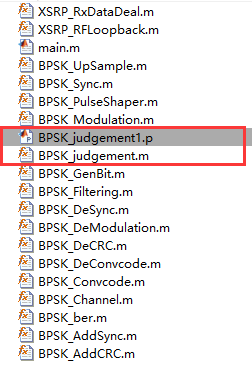 XSRP_RxDataDeal.m
XSRP_RFLoopback.m
main.m
BPSK_UpSample.m
BPSK_Sync.m
BPSK_PulseShaper.m
BPSK_Modulation.m
BPSK_judgement1.p
BPSK_judgement.m
BPSK_GenBit.m
BPSK_Filtering.m
BPSK_DeSync.m
BPSK_DeModulation.m
BPSK_DeCRC.m
BPSK_DeConvcode.m
BPSK_Convcode.m
BPSK_Channel.m
BPSK_ber.m
BPSK_AddSync.m
BPSK_AddCRC.m